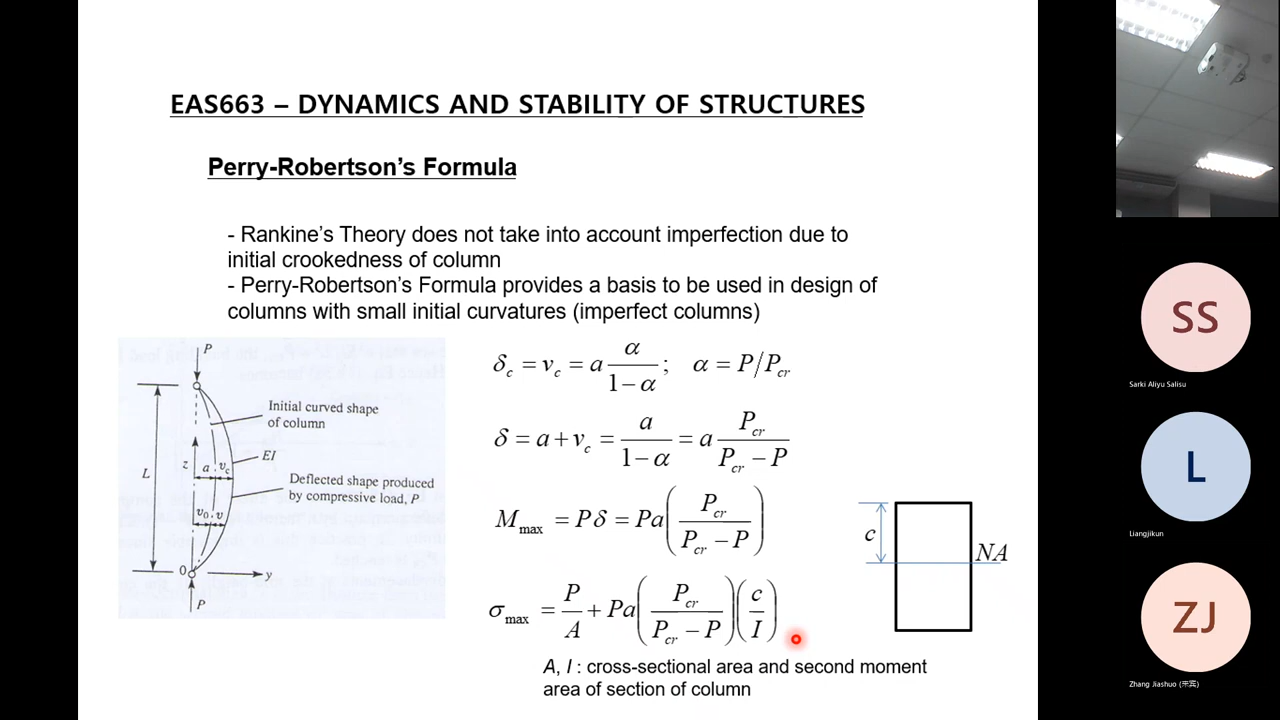 EAS663 – DYNAMICS AND STABILITY OF STRUCTURES
Perry-Robertson's Formula
- Rankine's Theory does not take into account imperfection due to
initial crookedness of column
- Perry-Robertson's Formula provides a basis to be used in design of
columns with small initial curvatures (imperfect columns)
P
Initial curved shape
of column
L
z
a
v_c
EI
Deflected shape produced
by compressive load, P
v_0
v
0
y
P
δ_c = v_c = a α/(1−α) ; α = P/P_cr
δ = a + v_c = a/(1−α) = a P_cr/(P_cr − P)
M_max = Pδ = Pa(P_cr/(P_cr − P))
σ_max = P/A + Pa(P_cr/(P_cr − P))(c/I)
A, I : cross-sectional area and second moment
area of section of column
c
NA
SS
Sarki Aliyu Salisu
L
Liangjikun
ZJ